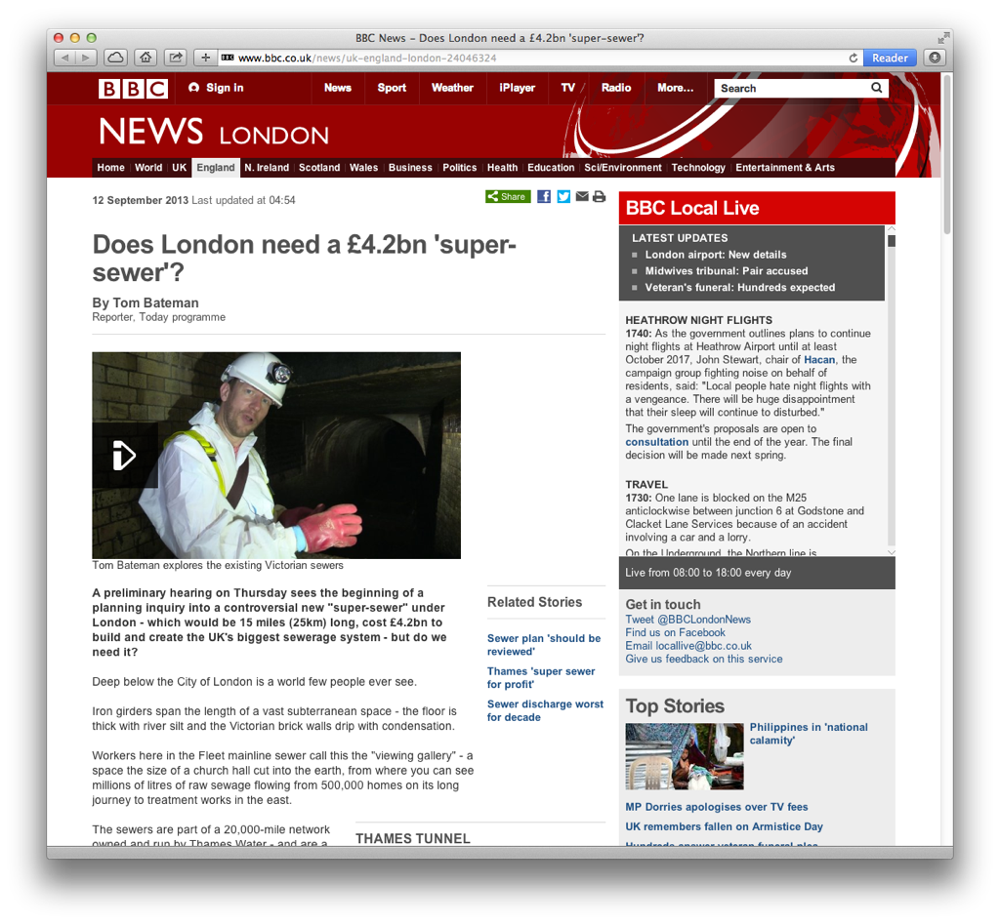 BBC News – Does London need a £4.2bn 'super-sewer'?
BBC www.bbc.co.uk/news/uk-england-london-24046324
Reader
BBC
Sign in
News
Sport
Weather
iPlayer
TV
Radio
More...
Search
NEWS LONDON
Home
World
UK
England
N. Ireland
Scotland
Wales
Business
Politics
Health
Education
Sci/Environment
Technology
Entertainment & Arts
12 September 2013 Last updated at 04:54
Share
Does London need a £4.2bn 'super-
sewer'?
By Tom Bateman
Reporter, Today programme
Tom Bateman explores the existing Victorian sewers
A preliminary hearing on Thursday sees the beginning of a
planning inquiry into a controversial new "super-sewer" under
London - which would be 15 miles (25km) long, cost £4.2bn to
build and create the UK's biggest sewerage system - but do we
need it?
Deep below the City of London is a world few people ever see.
Iron girders span the length of a vast subterranean space - the floor is
thick with river silt and the Victorian brick walls drip with condensation.
Workers here in the Fleet mainline sewer call this the "viewing gallery" - a
space the size of a church hall cut into the earth, from where you can see
millions of litres of raw sewage flowing from 500,000 homes on its long
journey to treatment works in the east.
The sewers are part of a 20,000-mile network
owned and run by Thames Water - and are a
THAMES TUNNEL
Related Stories
Sewer plan 'should be
reviewed'
Thames 'super sewer
for profit'
Sewer discharge worst
for decade
BBC Local Live
LATEST UPDATES
London airport: New details
Midwives tribunal: Pair accused
Veteran's funeral: Hundreds expected
HEATHROW NIGHT FLIGHTS
1740: As the government outlines plans to continue
night flights at Heathrow Airport until at least
October 2017, John Stewart, chair of Hacan, the
campaign group fighting noise on behalf of
residents, said: "Local people hate night flights with
a vengeance. There will be huge disappointment
that their sleep will continue to disturbed."
The government's proposals are open to
consultation until the end of the year. The final
decision will be made next spring.
TRAVEL
1730: One lane is blocked on the M25
anticlockwise between junction 6 at Godstone and
Clacket Lane Services because of an accident
involving a car and a lorry.
On the Underground, the Northern line is
Live from 08:00 to 18:00 every day
Get in touch
Tweet @BBCLondonNews
Find us on Facebook
Email locallive@bbc.co.uk
Give us feedback on this service
Top Stories
Philippines in 'national
calamity'
MP Dorries apologises over TV fees
UK remembers fallen on Armistice Day
Hundreds answer veteran funeral plea